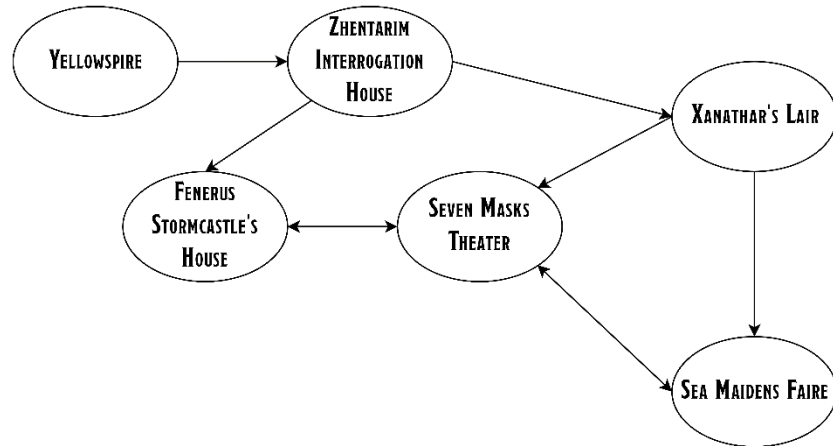 Yellowspire
Zhentarim
Interrogation
House
Xanathar's Lair
Fenerus
Stormcastle's
House
Seven Masks
Theater
Sea Maidens Faire